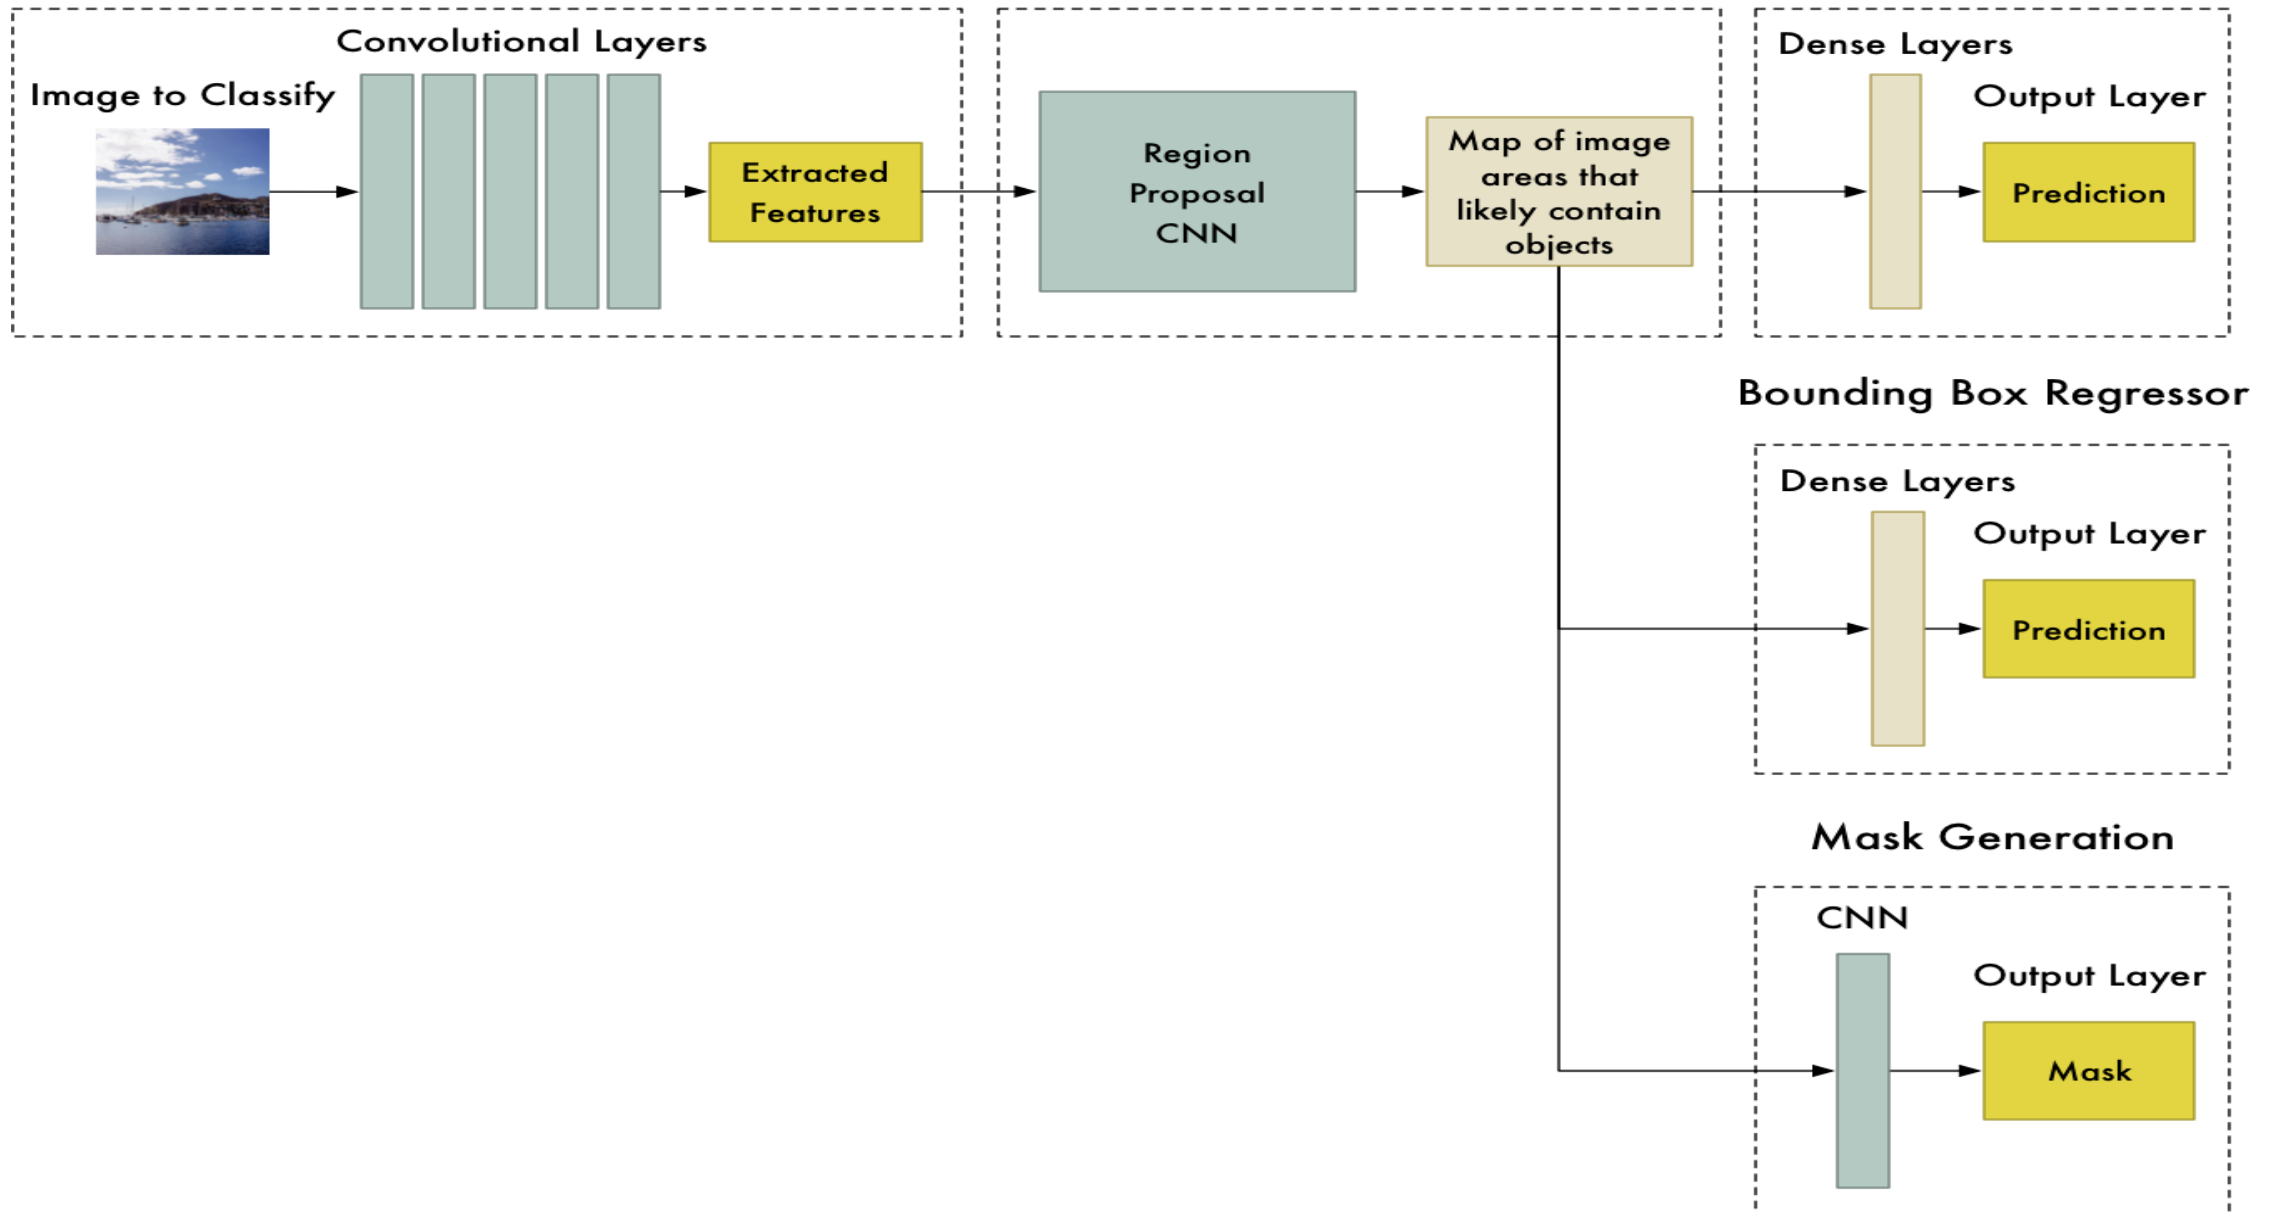 Convolutional Layers
Image to Classify
Extracted
Features
Region
Proposal
CNN
Map of image
areas that
likely contain
objects
Dense Layers
Output Layer
Prediction
Bounding Box Regressor
Dense Layers
Output Layer
Prediction
Mask Generation
CNN
Output Layer
Mask